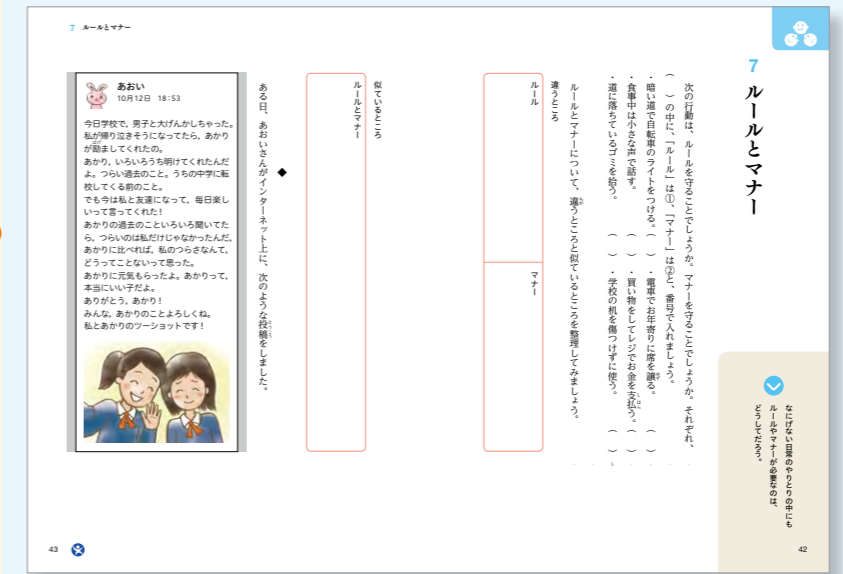 7 ルールとマナー
7
ルールとマナー
なにげない日常のやりとりの中にも
ルールやマナーが必要なのは、
どうしてだろう。
次の行動は、ルールを守ることでしょうか。マナーを守ることでしょうか。それぞれ、
( )の中に、「ルール」は①、「マナー」は②と、番号で入れましょう。
・暗い道で自転車のライトをつける。( ) ・電車でお年寄りに席を譲る。 ( )
・食事中は小さな声で話す。 ( ) ・買い物をしてレジでお金を支払う。( )
・道に落ちているゴミを拾う。 ( ) ・学校の机を傷つけずに使う。 ( )
ルールとマナーについて、違うところと似ているところを整理してみましょう。
違うところ
ルール
マナー
似ているところ
ルールとマナー
◆
ある日、あおいさんがインターネット上に、次のような投稿をしました。
あおい
10月12日 18:53
今日学校で，男子と大げんかしちゃった。
私が帰り泣きそうになってたら，あかり
が励ましてくれたの。
あかり，いろいろうち明けてくれたんだ
よ。つらい過去のこと。うちの中学に転
校してくる前のこと。
でも今は私と友達になって，毎日楽し
いって言ってくれた！
あかりの過去のこといろいろ聞いてた
ら，つらいのは私だけじゃなかったんだ，
あかりに比べれば，私のつらさなんて，
どうってことないって思った。
あかりに元気もらったよ。あかりって，
本当にいい子だよ。
ありがとう，あかり！
みんな，あかりのことよろしくね。
私とあかりのツーショットです！
43
42